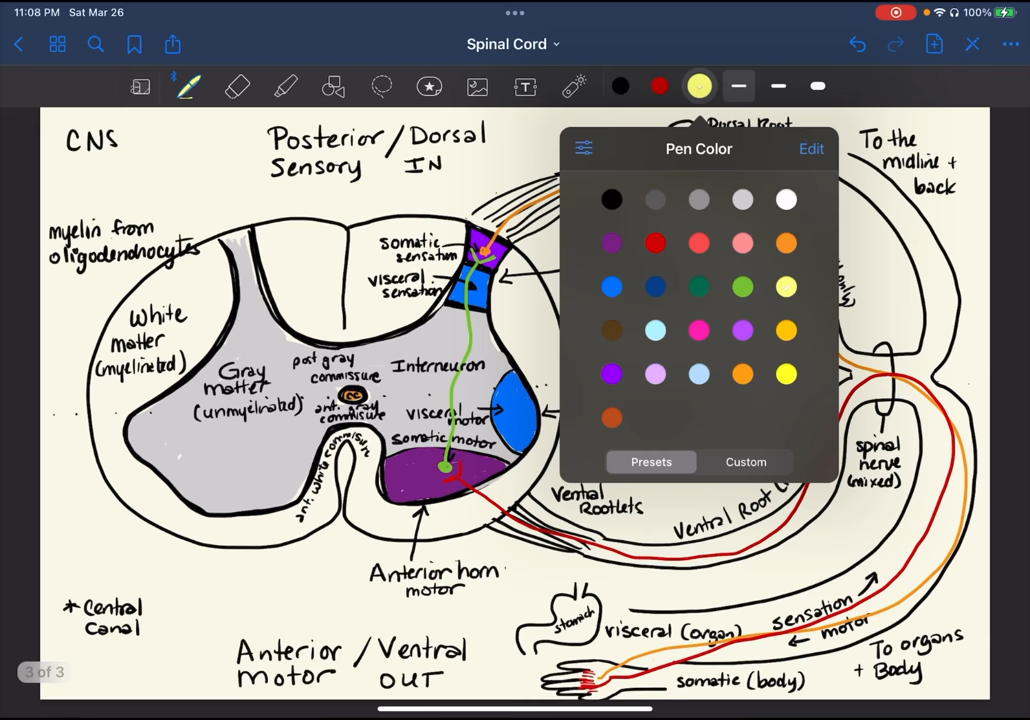 11:08 PM Sat Mar 26
100%
Spinal Cord
T
CNS
Posterior / Dorsal
Sensory IN
Dorsal Root
To the
midline +
back
Pen Color
Edit
Presets
Custom
myelin from
oligodendocytes
somatic
sensation
visceral
sensation
White
matter
(myelinated)
Gray
matter
(unmyelinated)
post gray
commissure
ant. gray
commisure
ant. white commisure
Interneuron
visceral
motor
somatic motor
spinal
nerve
(mixed)
Ventral
Rootlets
Ventral Root
Anterior horn
motor
* Central
Canal
stomach
visceral (organ)
sensation
motor
To organs
+ Body
somatic (body)
Anterior / Ventral
motor OUT
3 of 3